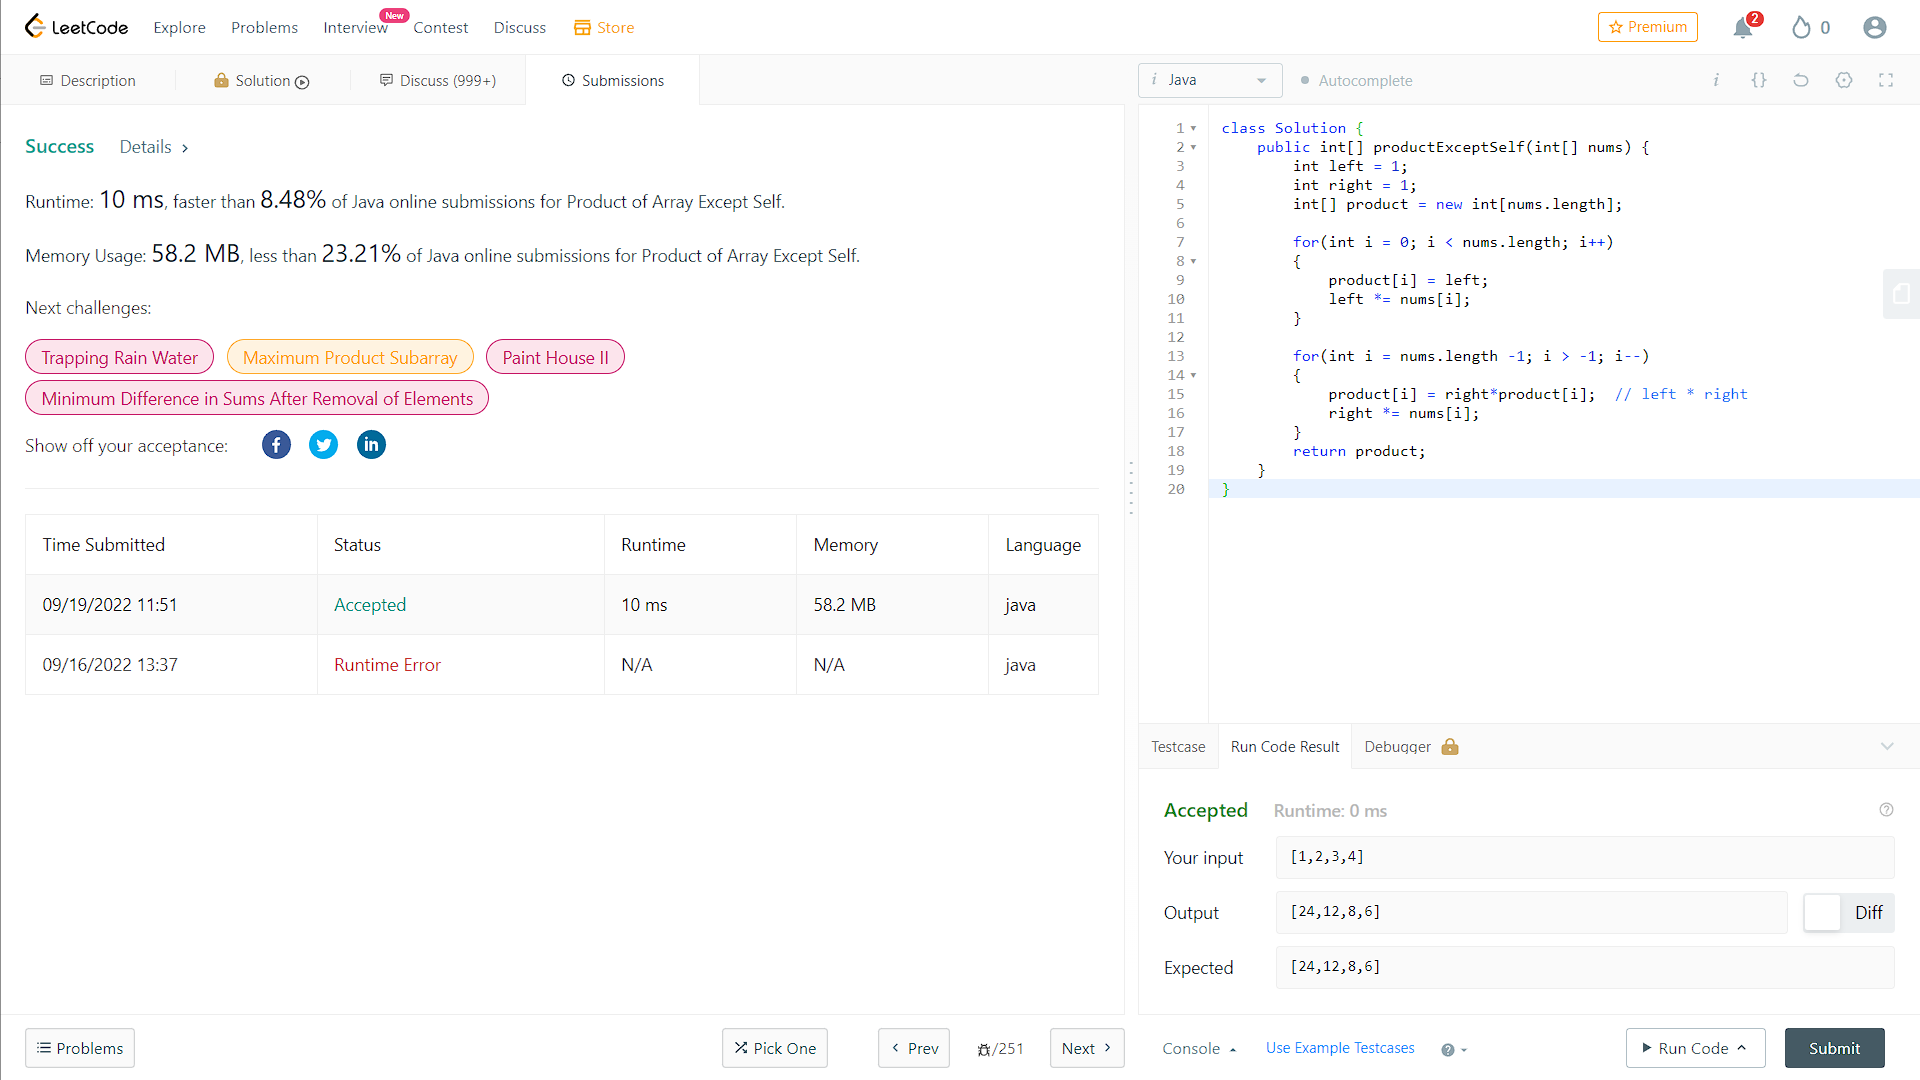 LeetCode Explore Problems Interview New Contest Discuss Store
Premium 2 0
Description Solution Discuss (999+) Submissions
Success Details >
Runtime: 10 ms, faster than 8.48% of Java online submissions for Product of Array Except Self.
Memory Usage: 58.2 MB, less than 23.21% of Java online submissions for Product of Array Except Self.
Next challenges:
Trapping Rain Water Maximum Product Subarray Paint House II
Minimum Difference in Sums After Removal of Elements
Show off your acceptance: f in
Time Submitted Status Runtime Memory Language
09/19/2022 11:51 Accepted 10 ms 58.2 MB java
09/16/2022 13:37 Runtime Error N/A N/A java
Problems Pick One < Prev /251 Next >
i Java Autocomplete i {}
1 class Solution {
2 public int[] productExceptSelf(int[] nums) {
3 int left = 1;
4 int right = 1;
5 int[] product = new int[nums.length];
6
7 for(int i = 0; i < nums.length; i++)
8 {
9 product[i] = left;
10 left *= nums[i];
11 }
12
13 for(int i = nums.length -1; i > -1; i--)
14 {
15 product[i] = right*product[i]; // left * right
16 right *= nums[i];
17 }
18 return product;
19 }
20 }
Testcase Run Code Result Debugger
Accepted Runtime: 0 ms ?
Your input [1,2,3,4]
Output [24,12,8,6] Diff
Expected [24,12,8,6]
Console Use Example Testcases ? Run Code Submit